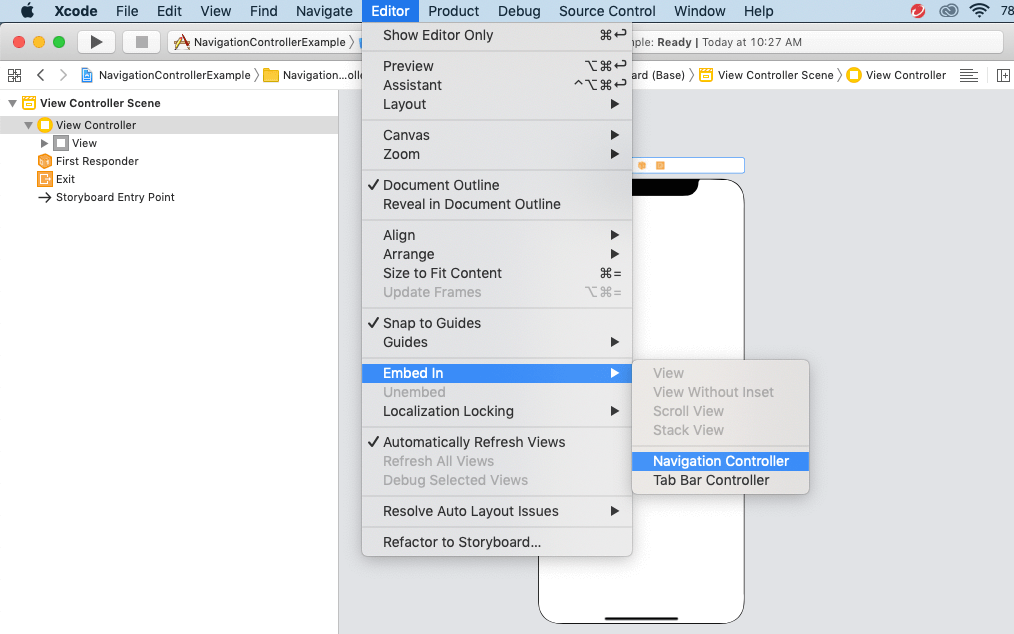 Xcode File Edit View Find Navigate Editor Product Debug Source Control Window Help 78
NavigationControllerExample
ple: Ready | Today at 10:27 AM
NavigationControllerExample Navigation...olle ard (Base) View Controller Scene View Controller
View Controller Scene
View Controller
View
First Responder
Exit
Storyboard Entry Point
Show Editor Only ⌘↩
Preview ⌥⌘↩
Assistant ^⌥⌘↩
Layout
Canvas
Zoom
✓ Document Outline
Reveal in Document Outline
Align
Arrange
Size to Fit Content ⌘=
Update Frames ⌥⌘=
✓ Snap to Guides
Guides
Embed In
Unembed
Localization Locking
✓ Automatically Refresh Views
Refresh All Views
Debug Selected Views
Resolve Auto Layout Issues
Refactor to Storyboard...
View
View Without Inset
Scroll View
Stack View
Navigation Controller
Tab Bar Controller